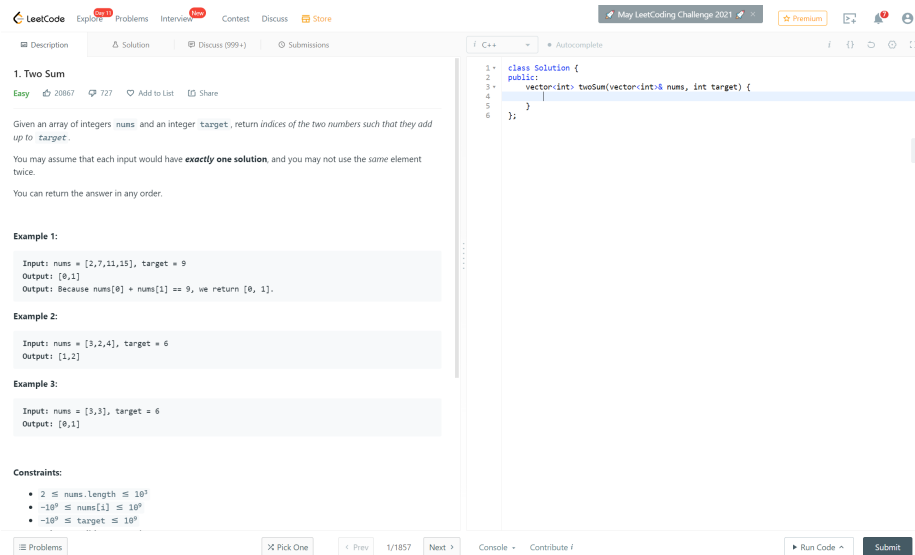 LeetCode
Explore
Day 11
Problems
Interview
New
Contest
Discuss
Store
May LeetCoding Challenge 2021
×
Premium
7
Description
Solution
Discuss (999+)
Submissions
1. Two Sum
Easy 20867 727 Add to List Share
Given an array of integers nums and an integer target, return indices of the two numbers such that they add
up to target.
You may assume that each input would have exactly one solution, and you may not use the same element
twice.
You can return the answer in any order.
Example 1:
Input: nums = [2,7,11,15], target = 9
Output: [0,1]
Output: Because nums[0] + nums[1] == 9, we return [0, 1].
Example 2:
Input: nums = [3,2,4], target = 6
Output: [1,2]
Example 3:
Input: nums = [3,3], target = 6
Output: [0,1]
Constraints:
• 2 ≤ nums.length ≤ 10³
• -10⁹ ≤ nums[i] ≤ 10⁹
• -10⁹ ≤ target ≤ 10⁹
i C++
Autocomplete
i {}
1 class Solution {
2 public:
3 vector<int> twoSum(vector<int>& nums, int target) {
4
5 }
6 };
Problems
Pick One
< Prev
1/1857
Next >
Console
Contribute i
Run Code
Submit